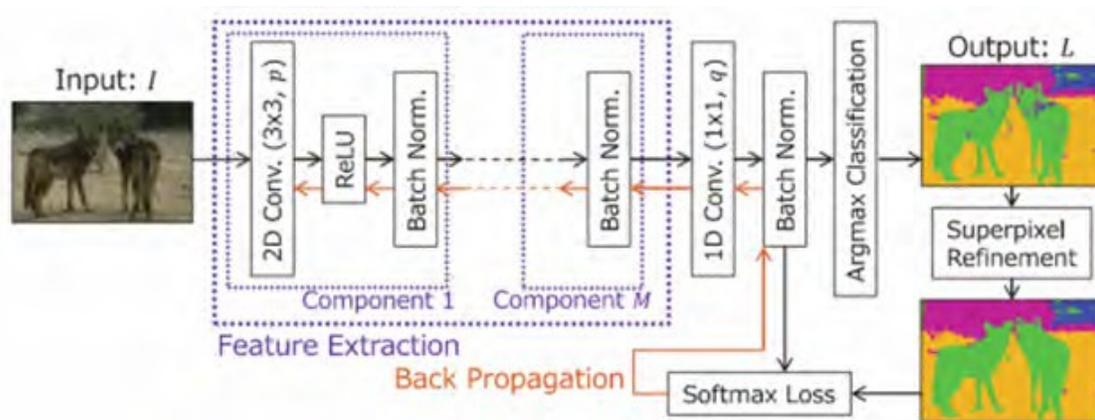 Input: I
2D Conv. (3x3, p)
ReLU
Batch Norm.
Component 1
Batch Norm.
Component M
Feature Extraction
1D Conv. (1x1, q)
Batch Norm.
Argmax Classification
Output: L
Superpixel
Refinement
Back Propagation
Softmax Loss